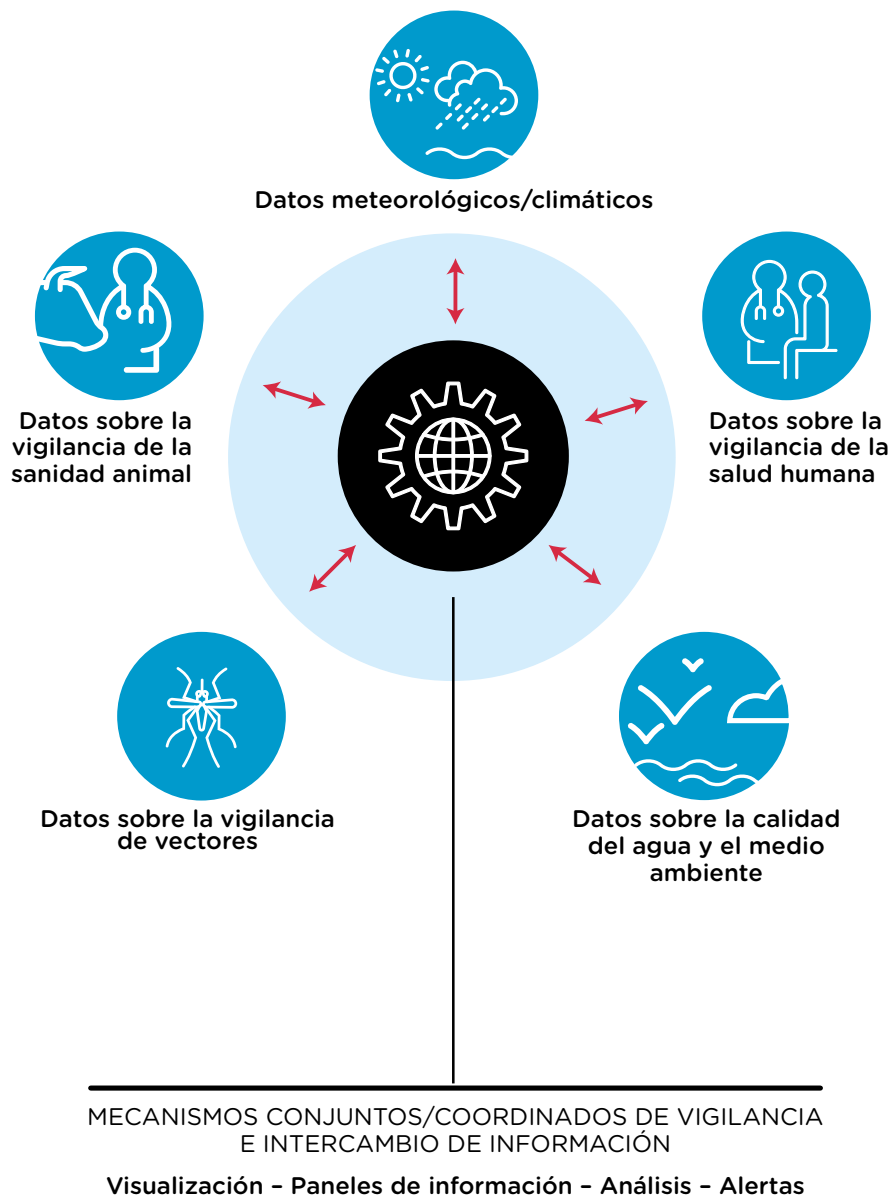 Datos meteorológicos/climáticos
Datos sobre la
vigilancia de la
sanidad animal
Datos sobre la
vigilancia de la
salud humana
Datos sobre la vigilancia
de vectores
Datos sobre la calidad
del agua y el medio
ambiente
MECANISMOS CONJUNTOS/COORDINADOS DE VIGILANCIA
E INTERCAMBIO DE INFORMACIÓN
Visualización – Paneles de información – Análisis – Alertas